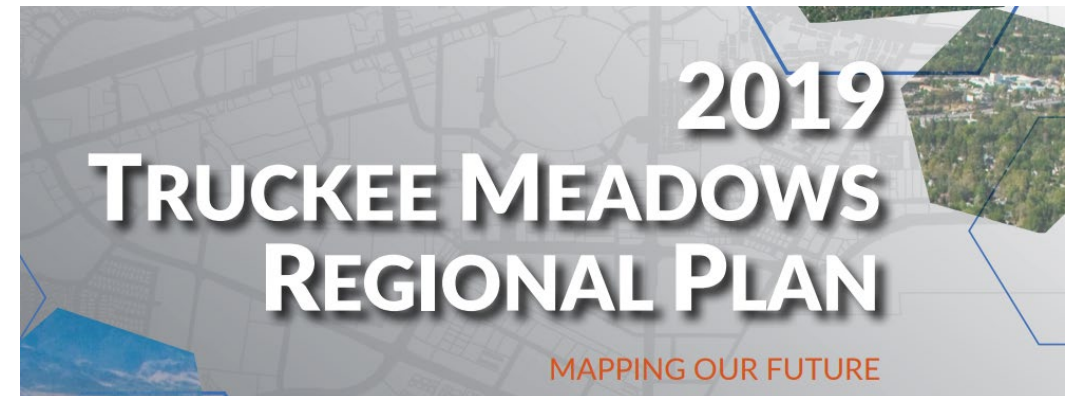 2019
TRUCKEE MEADOWS
REGIONAL PLAN
MAPPING OUR FUTURE